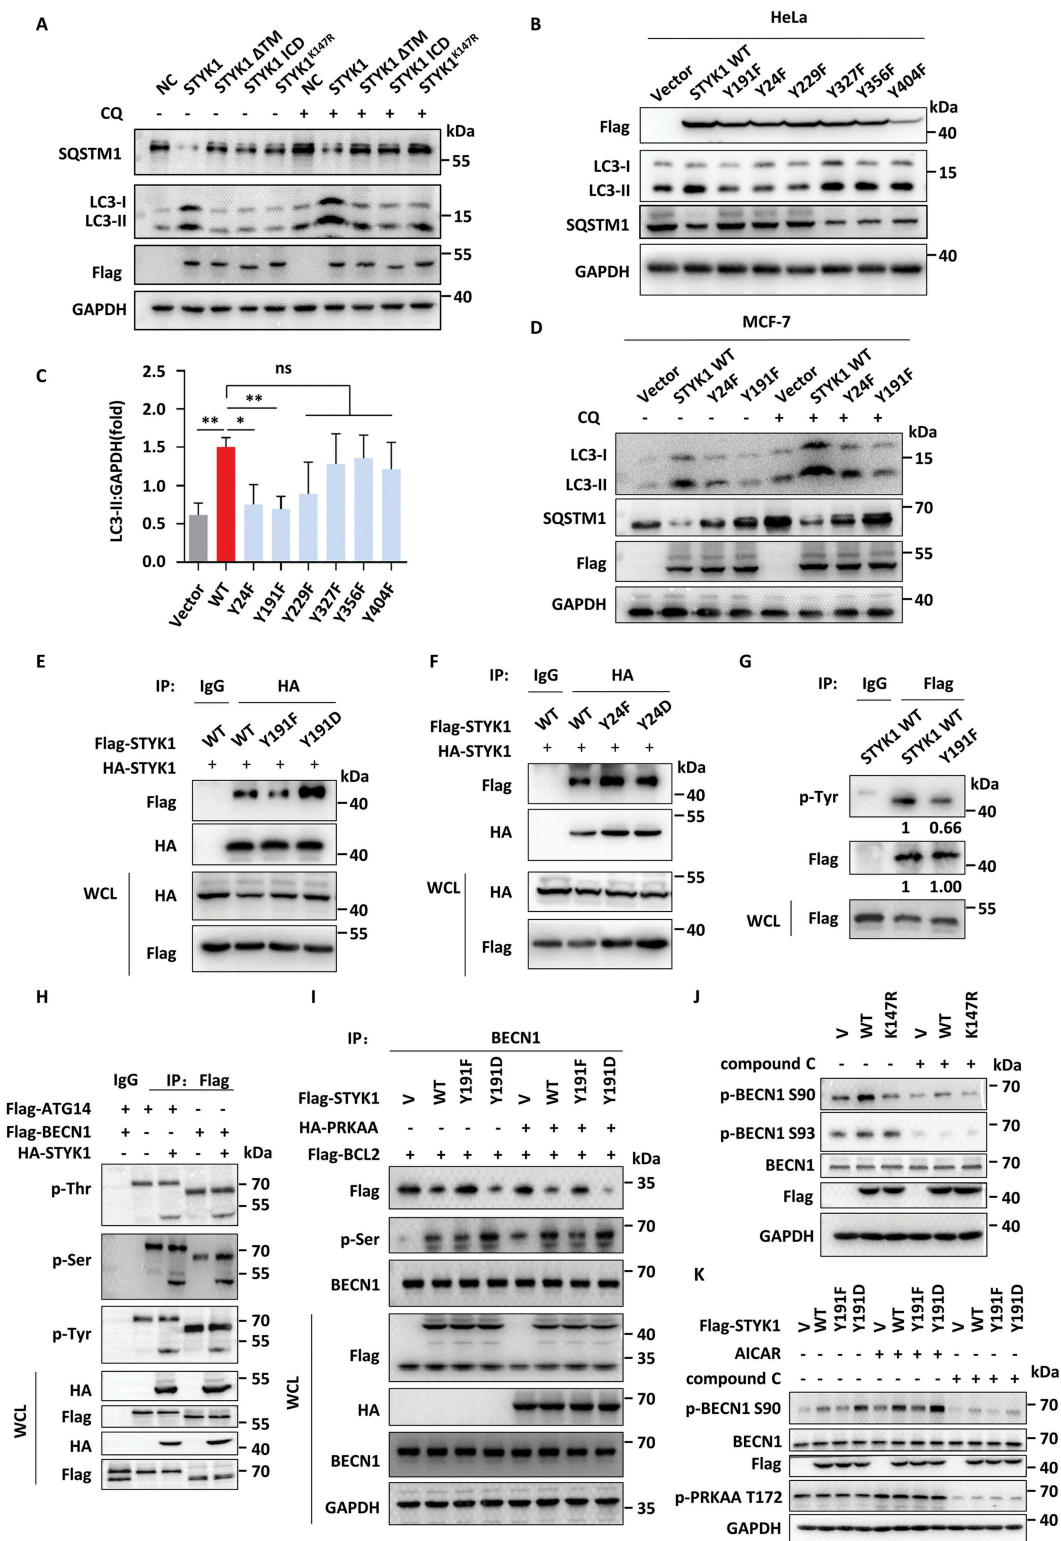 A
NC STYK1 STYK1 ΔTM STYK1 ICD STYK1K147R NC STYK1 STYK1 ΔTM STYK1 ICD STYK1K147R
CQ - - - - - + + + + +
kDa
SQSTM1
55
LC3-I
LC3-II
15
Flag
55
GAPDH
40
B
HeLa
Vector STYK1 WT Y191F Y24F Y229F Y327F Y356F Y404F
kDa
Flag
40
LC3-I
15
LC3-II
SQSTM1
GAPDH
40
C
LC3-II:GAPDH(fold)
2.5
2.0
1.5
1.0
0.5
0.0
ns
**
** *
Vector WT Y24F Y191F Y229F Y327F Y356F Y404F
D
MCF-7
Vector STYK1 WT Y24F Y191F Vector STYK1 WT Y24F Y191F
CQ - - - - + + + +
kDa
LC3-I
15
LC3-II
SQSTM1
70
Flag
55
GAPDH
40
E
IP: IgG HA
Flag-STYK1 WT WT Y191F Y191D
HA-STYK1 + + + +
kDa
Flag
40
HA
40
WCL
HA
40
Flag
55
F
IP: IgG HA
Flag-STYK1 WT WT Y24F Y24D
HA-STYK1 + + + +
kDa
Flag
40
HA
55
WCL
HA
55
Flag
40
G
IP: IgG Flag
STYK1 WT STYK1 WT Y191F
kDa
p-Tyr
40
1 0.66
Flag
40
1 1.00
WCL
Flag
55
H
IgG IP: Flag
Flag-ATG14 + + + - -
Flag-BECN1 + - - + +
HA-STYK1 - - + - + kDa
p-Thr
70
55
p-Ser
70
55
p-Tyr
70
55
WCL
HA
55
Flag
55
HA
40
Flag
70
I
IP: BECN1
Flag-STYK1 V WT Y191F Y191D V WT Y191F Y191D
HA-PRKAA - - - - + + + +
Flag-BCL2 + + + + + + + +
kDa
Flag
35
p-Ser
70
BECN1
70
WCL
Flag
40
35
HA
70
BECN1
70
GAPDH
35
J
V WT K147R V WT K147R
compound C - - - + + + kDa
p-BECN1 S90
70
p-BECN1 S93
BECN1
70
Flag
40
GAPDH
40
K
Flag-STYK1 V WT Y191F Y191D V WT Y191F Y191D V WT Y191F Y191D
AICAR - - - - + + + + - - - -
compound C - - - - - - - - + + + + kDa
p-BECN1 S90
70
BECN1
70
Flag
40
p-PRKAA T172
70
GAPDH
40